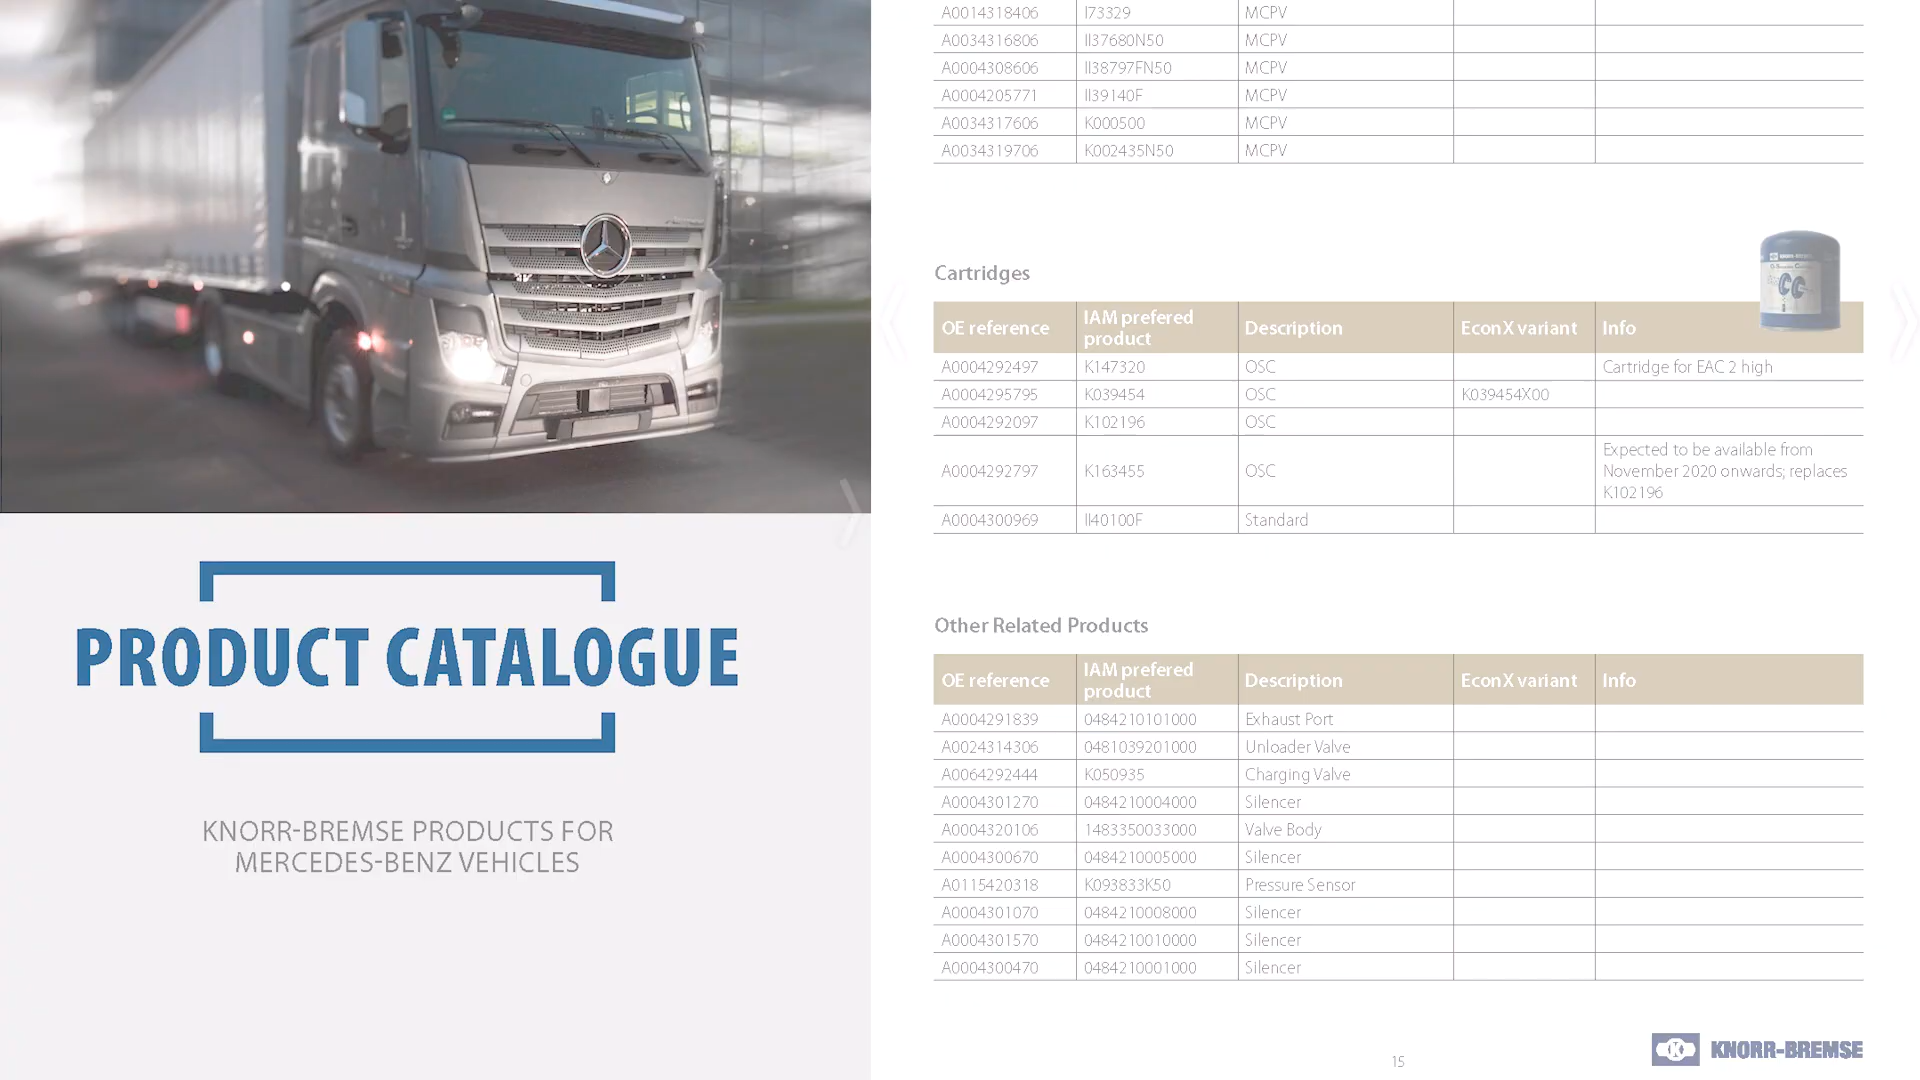 PRODUCT CATALOGUE
KNORR-BREMSE PRODUCTS FOR
MERCEDES-BENZ VEHICLES
A0014318406 I73329 MCPV
A0034316806 II37680N50 MCPV
A0004308606 II38797FN50 MCPV
A0004205771 II39140F MCPV
A0034317606 K000500 MCPV
A0034319706 K002435N50 MCPV
Cartridges
OE reference IAM prefered product Description EconX variant Info
A0004292497 K147320 OSC Cartridge for EAC 2 high
A0004295795 K039454 OSC K039454X00
A0004292097 K102196 OSC
A0004292797 K163455 OSC Expected to be available from November 2020 onwards; replaces K102196
A0004300969 II40100F Standard
Other Related Products
OE reference IAM prefered product Description EconX variant Info
A0004291839 0484210101000 Exhaust Port
A0024314306 0481039201000 Unloader Valve
A0064292444 K050935 Charging Valve
A0004301270 0484210004000 Silencer
A0004320106 1483350033000 Valve Body
A0004300670 0484210005000 Silencer
A0115420318 K093833K50 Pressure Sensor
A0004301070 0484210008000 Silencer
A0004301570 0484210010000 Silencer
A0004300470 0484210001000 Silencer
15
KNORR-BREMSE